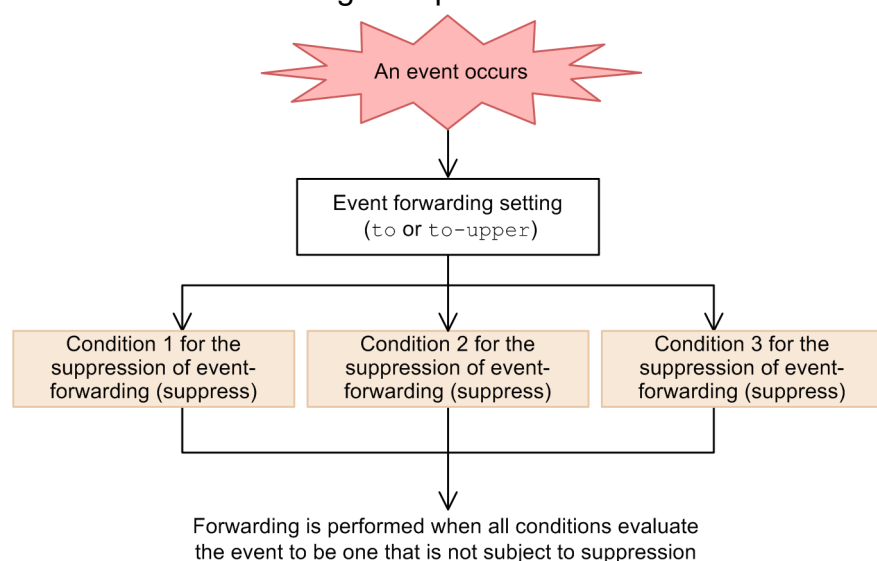 An event occurs
Event forwarding setting
(to or to-upper)
Condition 1 for the
suppression of event-
forwarding (suppress)
Condition 2 for the
suppression of event-
forwarding (suppress)
Condition 3 for the
suppression of event-
forwarding (suppress)
Forwarding is performed when all conditions evaluate
the event to be one that is not subject to suppression